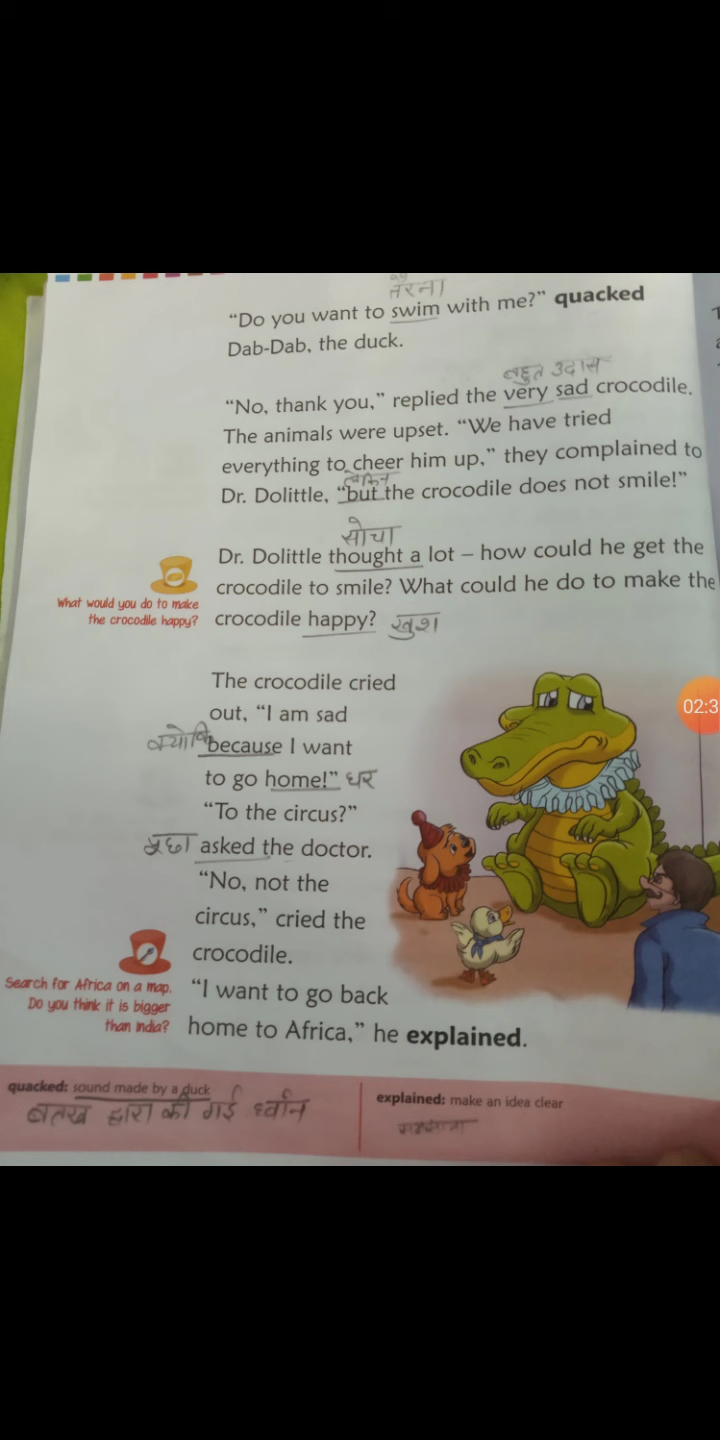 तैरना
"Do you want to swim with me?" quacked
Dab-Dab, the duck.
बहुत उदास
"No, thank you," replied the very sad crocodile.
The animals were upset. "We have tried
everything to cheer him up," they complained to
लेकिन
Dr. Dolittle, "but the crocodile does not smile!"
सोचा
Dr. Dolittle thought a lot – how could he get the
crocodile to smile? What could he do to make the
crocodile happy? खुश
What would you do to make
the crocodile happy?
The crocodile cried
out, "I am sad
क्योकि because I want
to go home!" घर
"To the circus?"
पूछा asked the doctor.
"No, not the
circus," cried the
crocodile.
"I want to go back
home to Africa," he explained.
Search for Africa on a map.
Do you think it is bigger
than India?
02:3
quacked: sound made by a duck
बतख द्वारा की गई ध्वनि
explained: make an idea clear